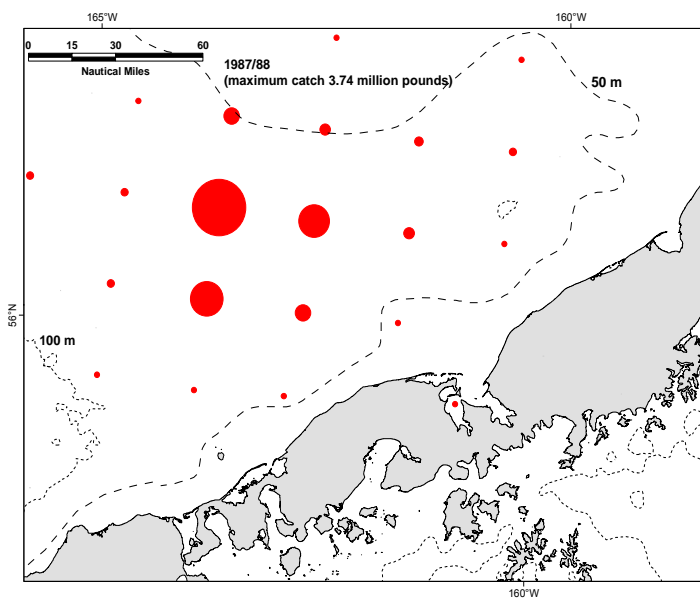 165°W
160°W
0 15 30 60
Nautical Miles
1987/88
(maximum catch 3.74 million pounds)
50 m
56°N
100 m
160°W